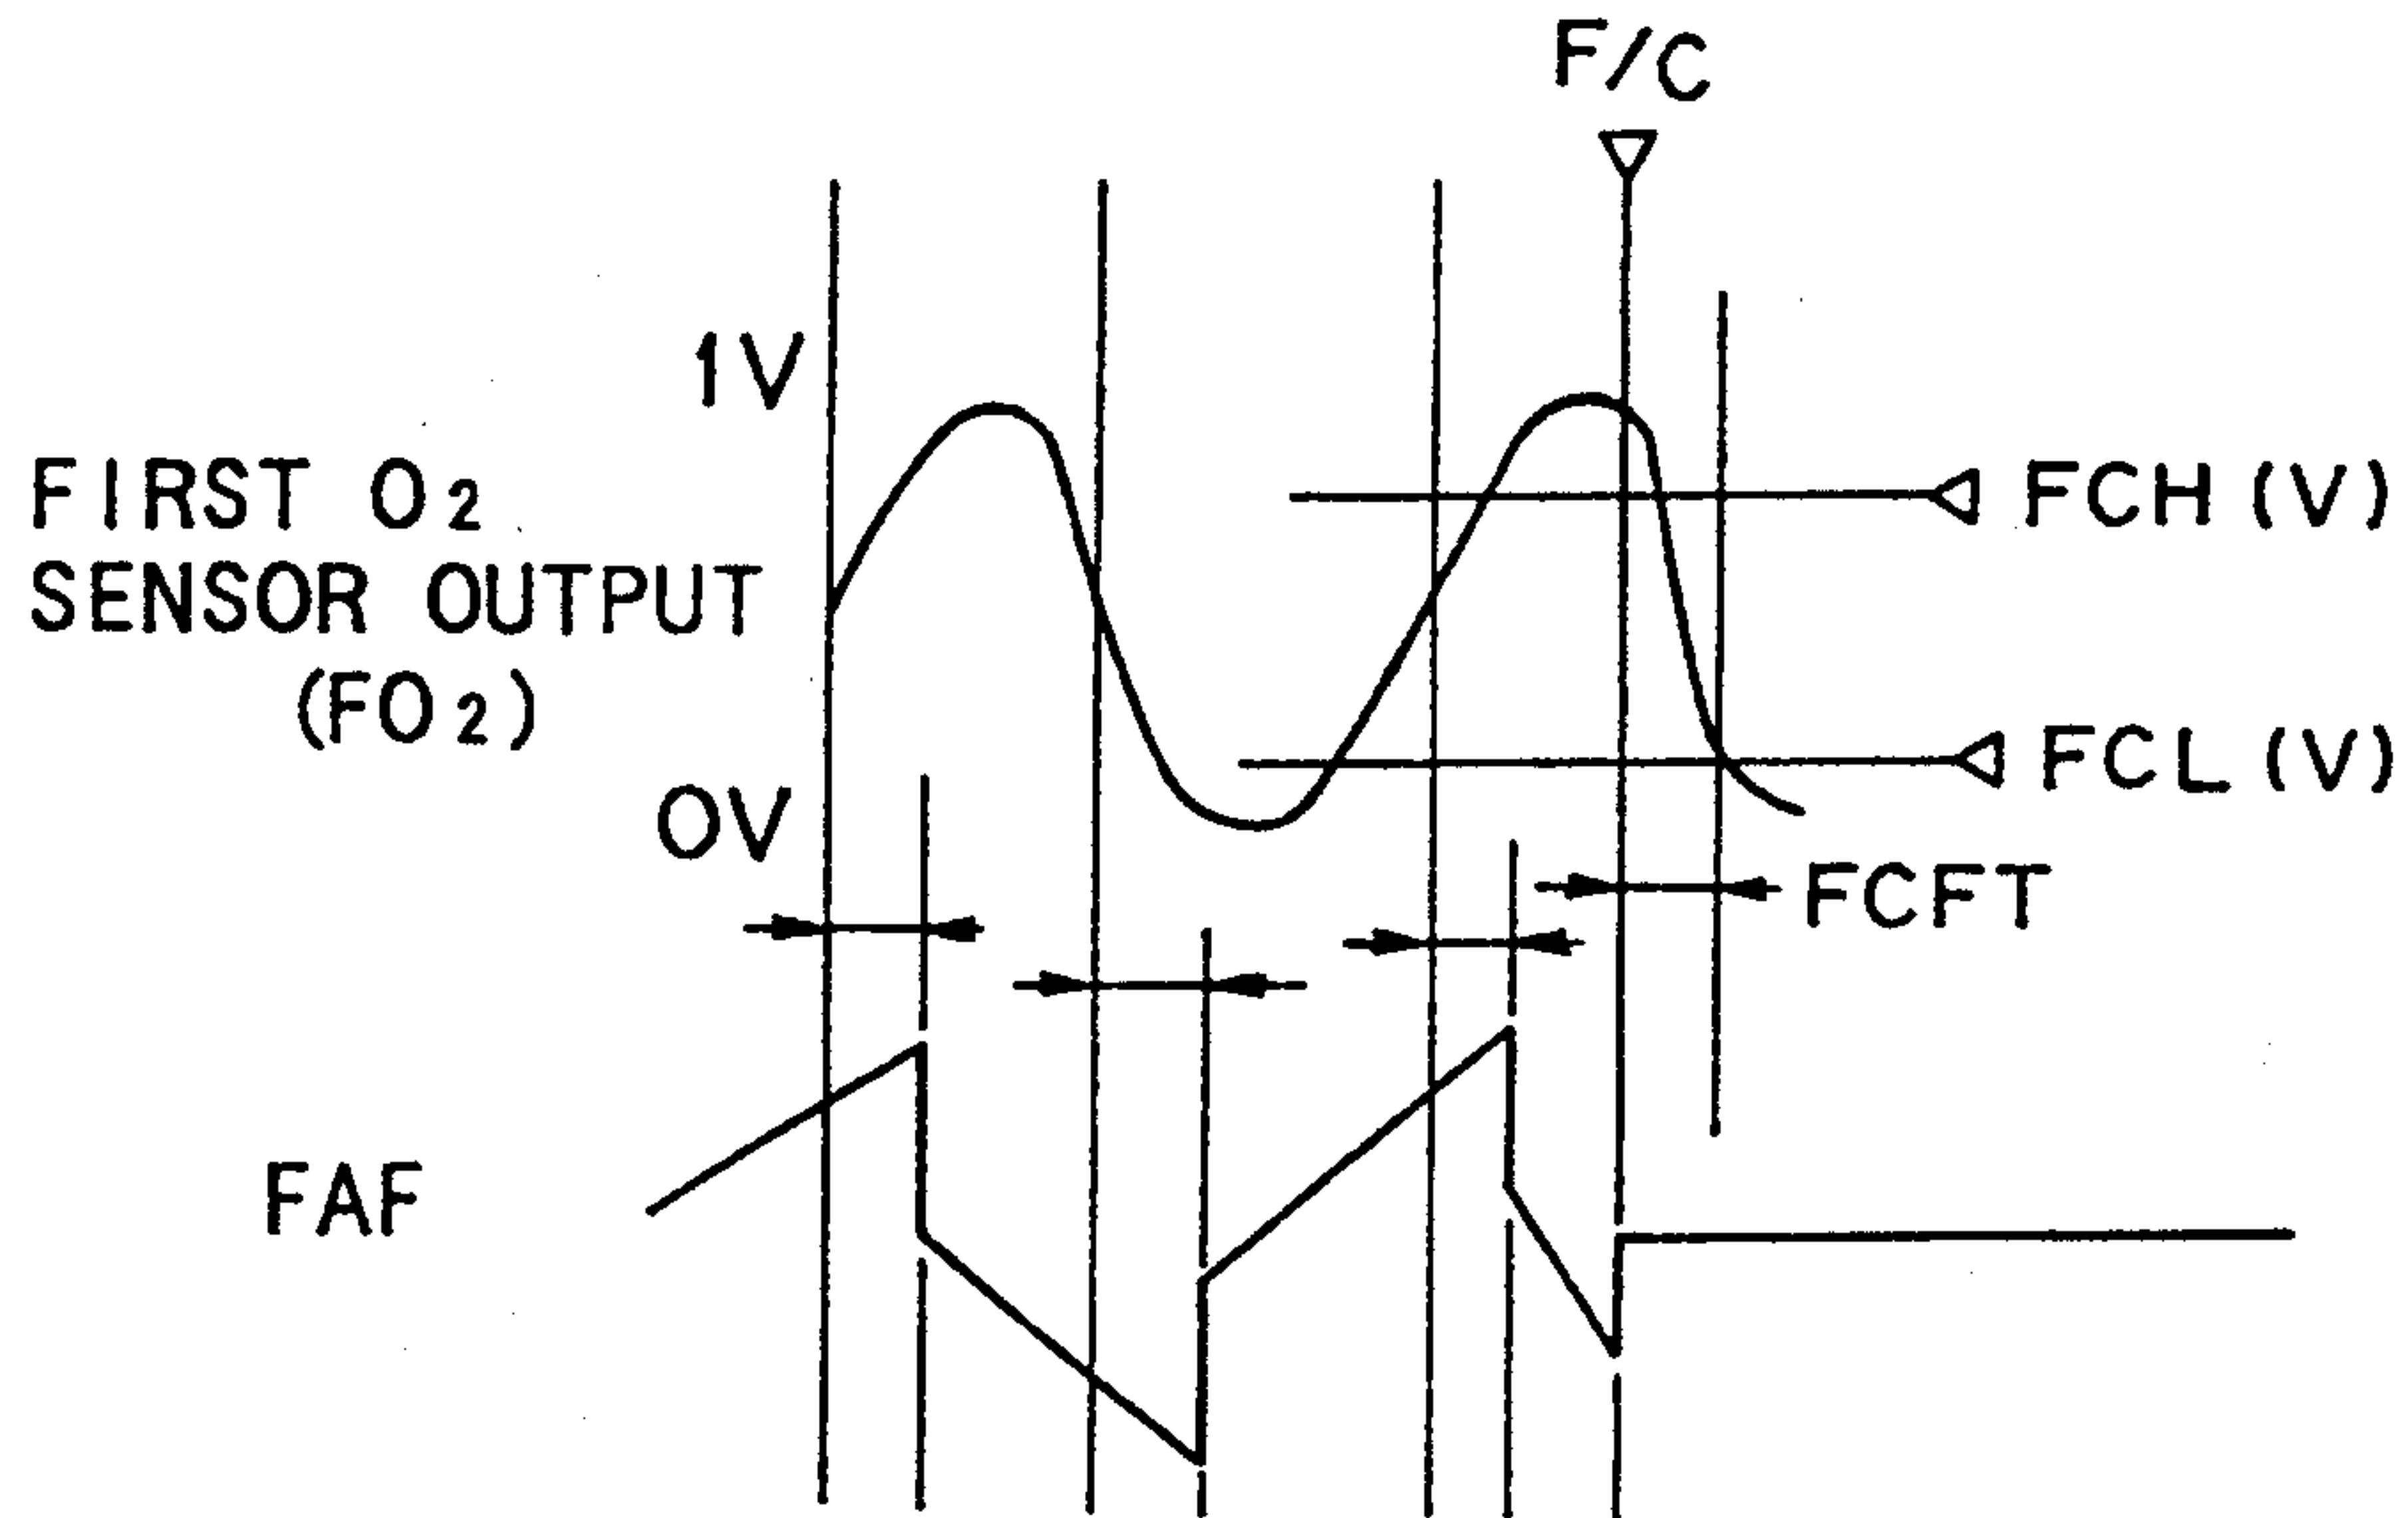 F/C
1V
FIRST O2
SENSOR OUTPUT
(FO2)
FCH (V)
FCL (V)
0V
FCFT
FAF